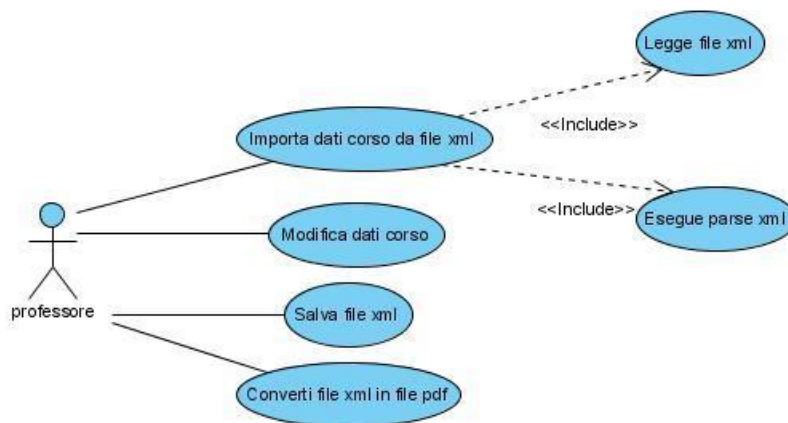 Legge file xml
<<Include>>
Importa dati corso da file xml
<<Include>>
Esegue parse xml
Modifica dati corso
professore
Salva file xml
Converti file xml in file pdf